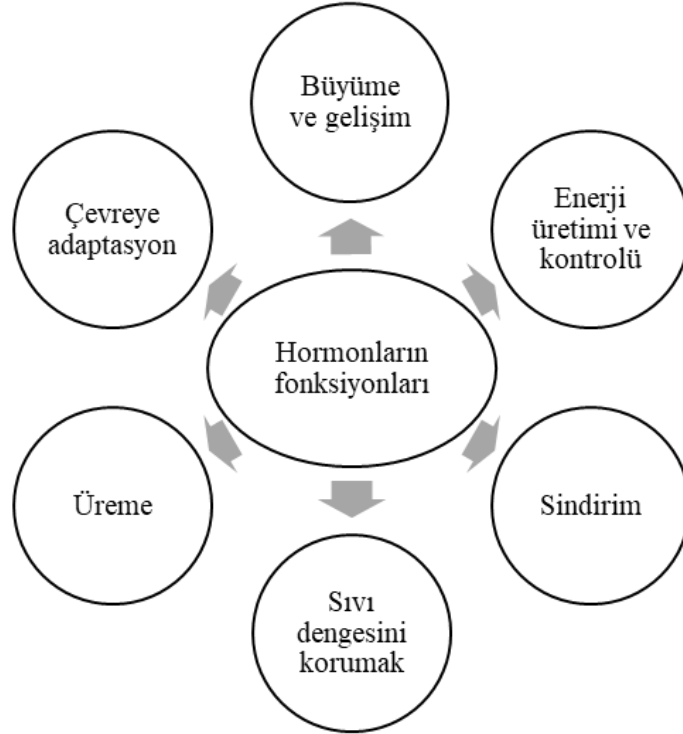 Büyüme
ve gelişim
Çevreye
adaptasyon
Enerji
üretimi ve
kontrolü
Hormonların
fonksiyonları
Üreme
Sindirim
Sıvı
dengesini
korumak